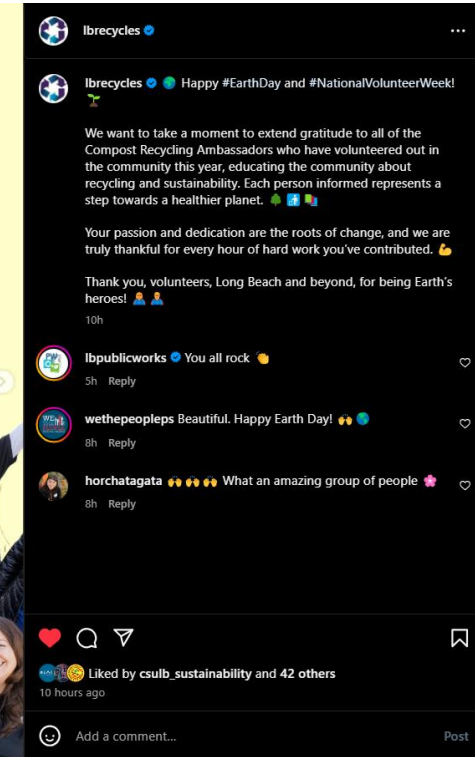 lbrecycles
lbrecycles 🌎 Happy #EarthDay and #NationalVolunteerWeek!
🌱
We want to take a moment to extend gratitude to all of the
Compost Recycling Ambassadors who have volunteered out in
the community this year, educating the community about
recycling and sustainability. Each person informed represents a
step towards a healthier planet. 🌳 🚮 📚
Your passion and dedication are the roots of change, and we are
truly thankful for every hour of hard work you've contributed. 💪
Thank you, volunteers, Long Beach and beyond, for being Earth's
heroes! 🦸‍♂️ 🦸
10h
lbpublicworks You all rock 👏
5h Reply
wethepeopleps Beautiful. Happy Earth Day! 🙌 🌎
8h Reply
horchatagata 🙌 🙌 🙌 What an amazing group of people 🌸
8h Reply
Liked by csulb_sustainability and 42 others
10 hours ago
Add a comment...
Post